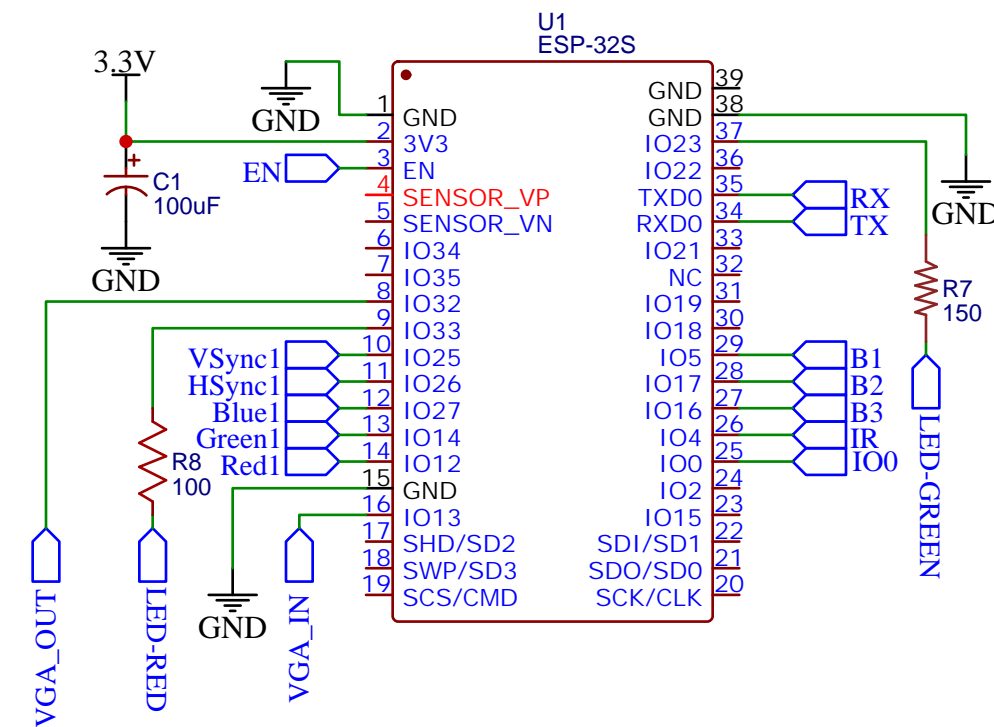 U1
ESP-32S
3.3V
GND
C1
100uF
GND
EN
VSync1
HSync1
Blue1
Green1
Red1
R8
100
GND
VGA_OUT
LED-RED
VGA_IN
1 GND
2 3V3
3 EN
4 SENSOR_VP
5 SENSOR_VN
6 IO34
7 IO35
8 IO32
9 IO33
10 IO25
11 IO26
12 IO27
13 IO14
14 IO12
15 GND
16 IO13
17 SHD/SD2
18 SWP/SD3
19 SCS/CMD
GND 39
GND 38
IO23 37
IO22 36
TXD0 35
RXD0 34
IO21 33
NC 32
IO19 31
IO18 30
IO5 29
IO17 28
IO16 27
IO4 26
IO0 25
IO2 24
IO15 23
SDI/SD1 22
SDO/SD0 21
SCK/CLK 20
RX
TX
GND
R7
150
B1
B2
B3
IR
IO0
LED-GREEN